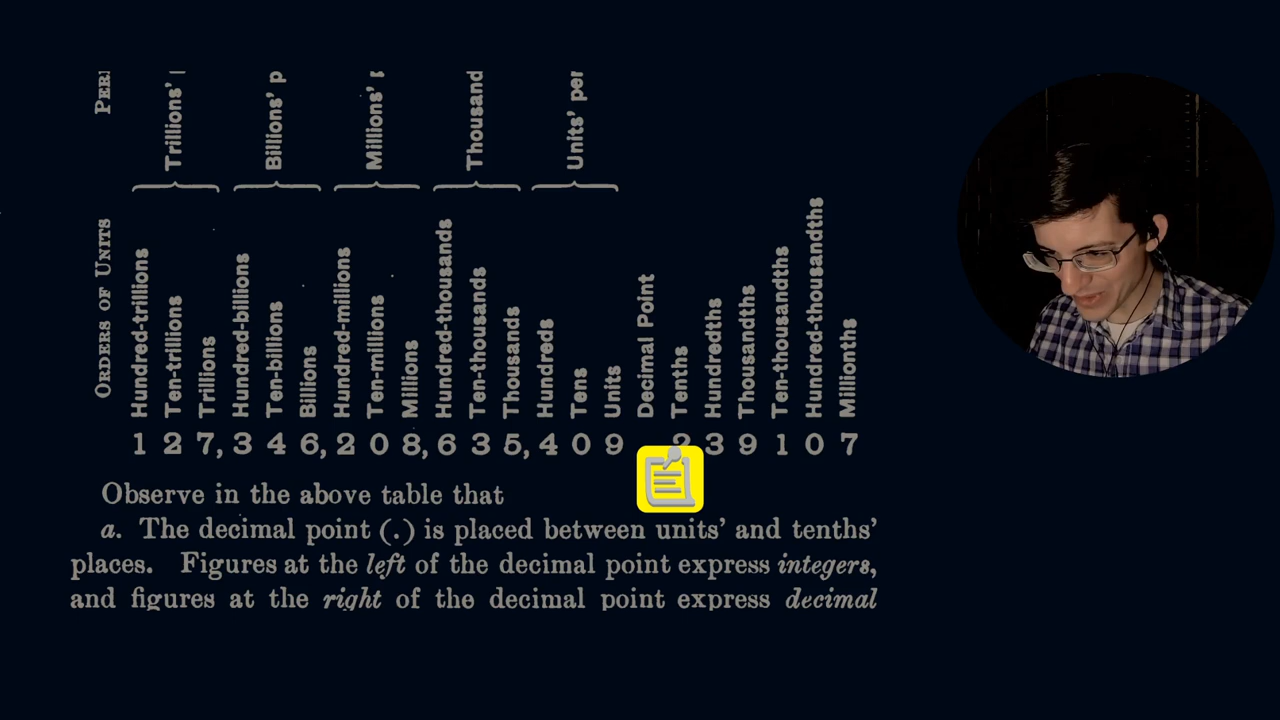 PER
Trillions'
Billions' p
Millions'
Thousand
Units' per
ORDERS OF UNITS
Hundred-trillions
Ten-trillions
Trillions
Hundred-billions
Ten-billions
Billions
Hundred-millions
Ten-millions
Millions
Hundred-thousands
Ten-thousands
Thousands
Hundreds
Tens
Units
Decimal Point
Tenths
Hundredths
Thousandths
Ten-thousandths
Hundred-thousandths
Millionths
1 2 7, 3 4 6, 2 0 8, 6 3 5, 4 0 9 2 3 9 1 0 7
Observe in the above table that
a. The decimal point (.) is placed between units' and tenths'
places. Figures at the left of the decimal point express integers,
and figures at the right of the decimal point express decimal